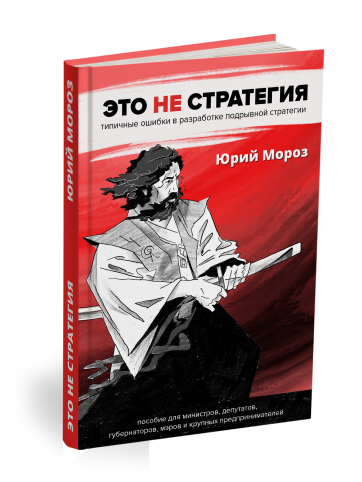 ЭТО НЕ СТРАТЕГИЯ
типичные ошибки в разработке подрывной стратегии
Юрий Мороз
пособие для министров, депутатов,
губернаторов, мэров и крупных предпринимателей
ЭТО НЕ СТРАТЕГИЯ
ЮРИЙ МОРОЗ